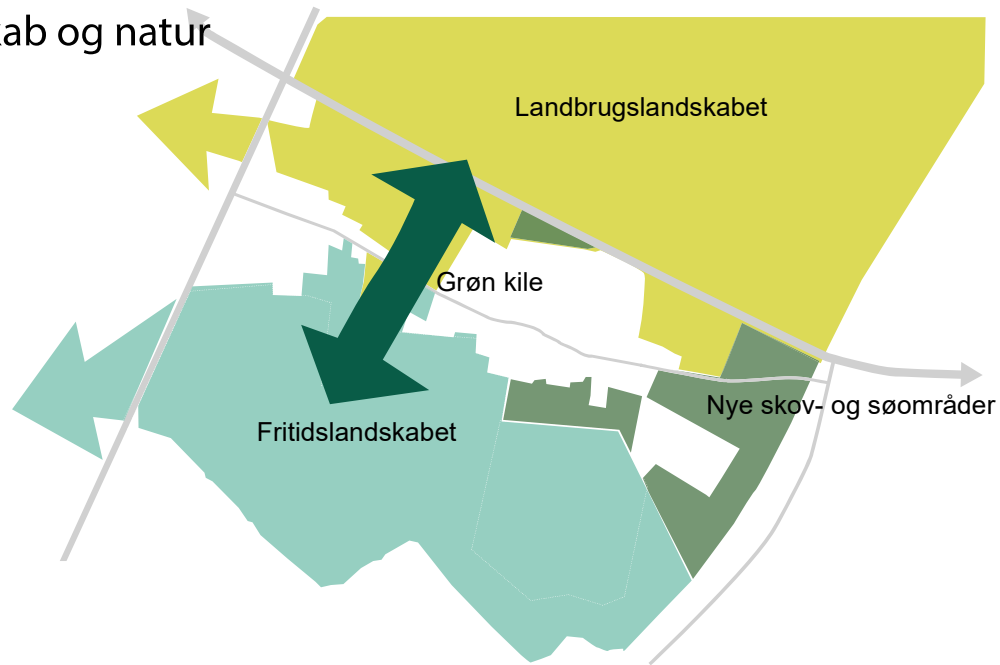 kab og natur
Landbrugslandskabet
Grøn kile
Nye skov- og søområder
Fritidslandskabet